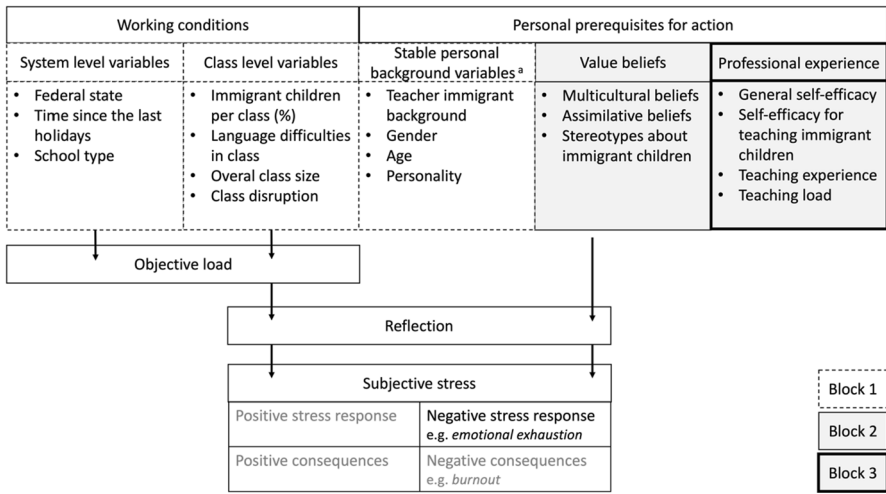 Working conditions
Personal prerequisites for action
System level variables
Class level variables
Stable personal
background variables a
Value beliefs
Professional experience
• Federal state
• Time since the last
holidays
• School type
• Immigrant children
per class (%)
• Language difficulties
in class
• Overal class size
• Class disruption
• Teacher immigrant
background
• Gender
• Age
• Personality
• Multicultural beliefs
• Assimilative beliefs
• Stereotypes about
immigrant children
• General self-efficacy
• Self-efficacy for
teaching immigrant
children
• Teaching experience
• Teaching load
Objective load
Reflection
Subjective stress
Positive stress response
Negative stress response
e.g. emotional exhaustion
Positive consequences
Negative consequences
e.g. burnout
Block 1
Block 2
Block 3